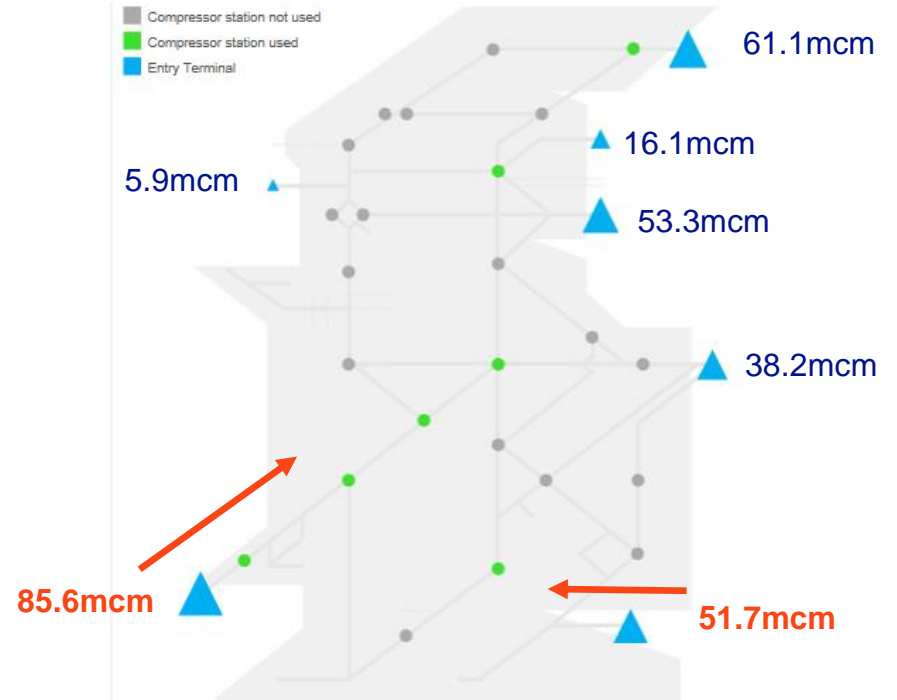 Compressor station not used
Compressor station used
Entry Terminal
61.1mcm
16.1mcm
5.9mcm
53.3mcm
38.2mcm
85.6mcm
51.7mcm